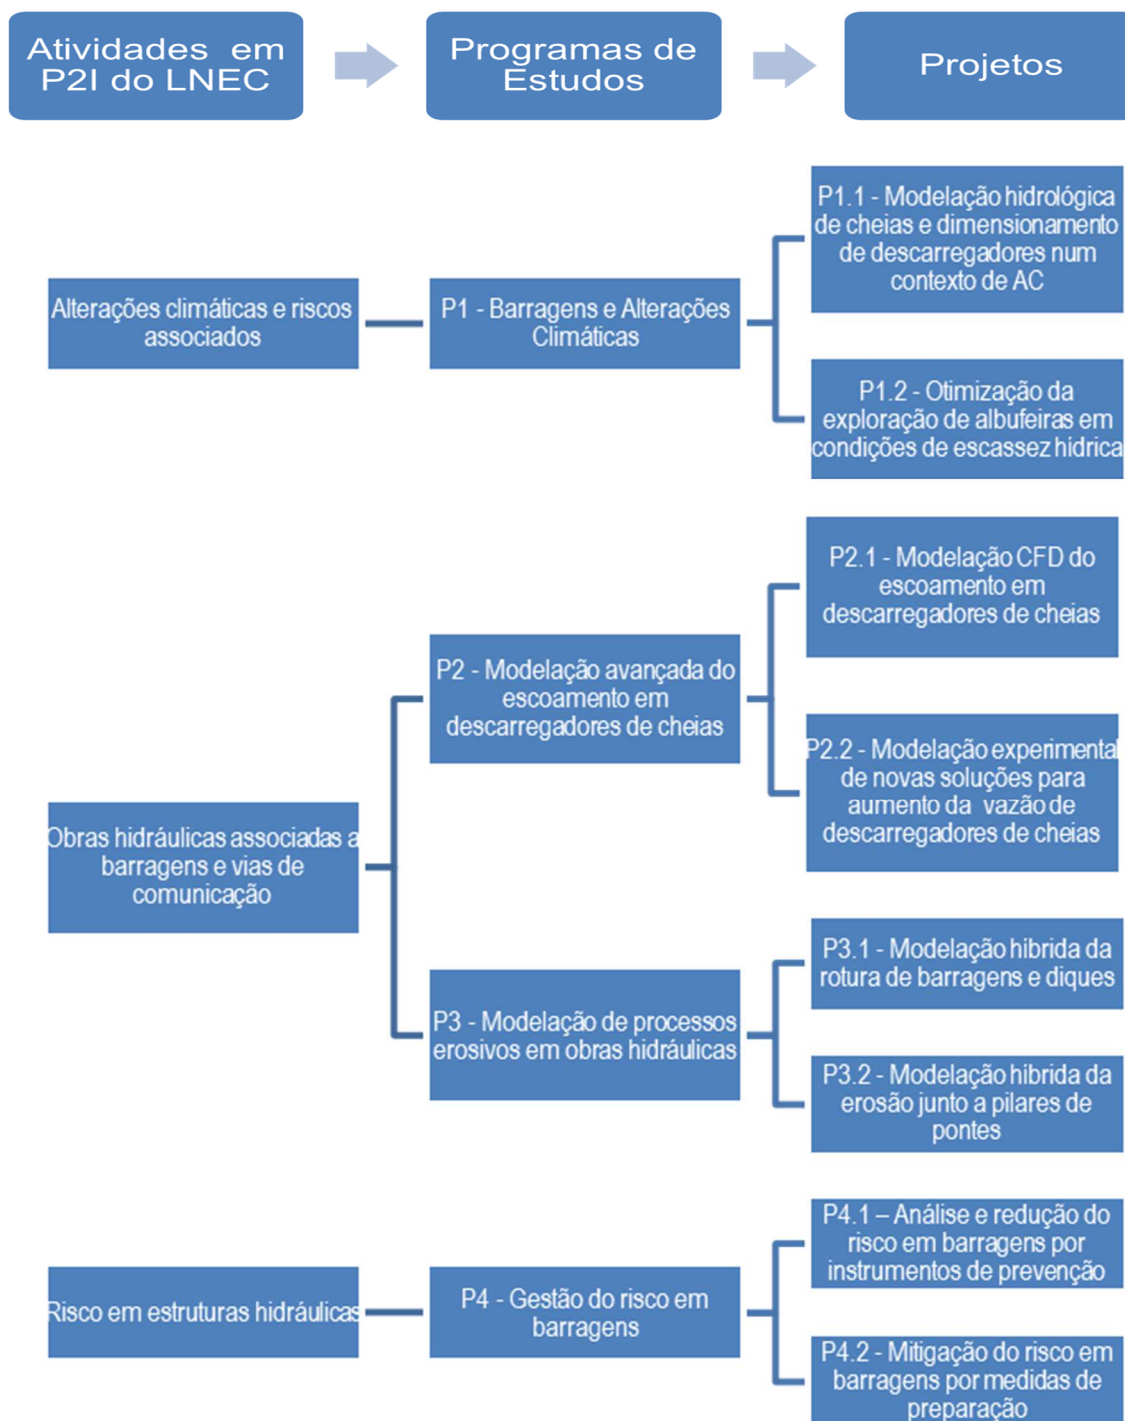 Atividades em
P2I do LNEC
Programas de
Estudos
Projetos
Alterações climáticas e riscos
associados
P1 - Barragens e Alterações
Climáticas
P1.1 - Modelação hidrológica
de cheias e dimensionamento
de descarregadores num
contexto de AC
P1.2 - Otimização da
exploração de albufeiras em
condições de escassez hídrica
Obras hidráulicas associadas a
barragens e vias de
comunicação
P2 - Modelação avançada do
escoamento em
descarregadores de cheias
P2.1 - Modelação CFD do
escoamento em
descarregadores de cheias
P2.2 - Modelação experimental
de novas soluções para
aumento da vazão de
descarregadores de cheias
P3 - Modelação de processos
erosivos em obras hidráulicas
P3.1 - Modelação hibrida da
rotura de barragens e diques
P3.2 - Modelação hibrida da
erosão junto a pilares de
pontes
Risco em estruturas hidráulicas
P4 - Gestão do risco em
barragens
P4.1 – Análise e redução do
risco em barragens por
instrumentos de prevenção
P4.2 - Mitigação do risco em
barragens por medidas de
preparação